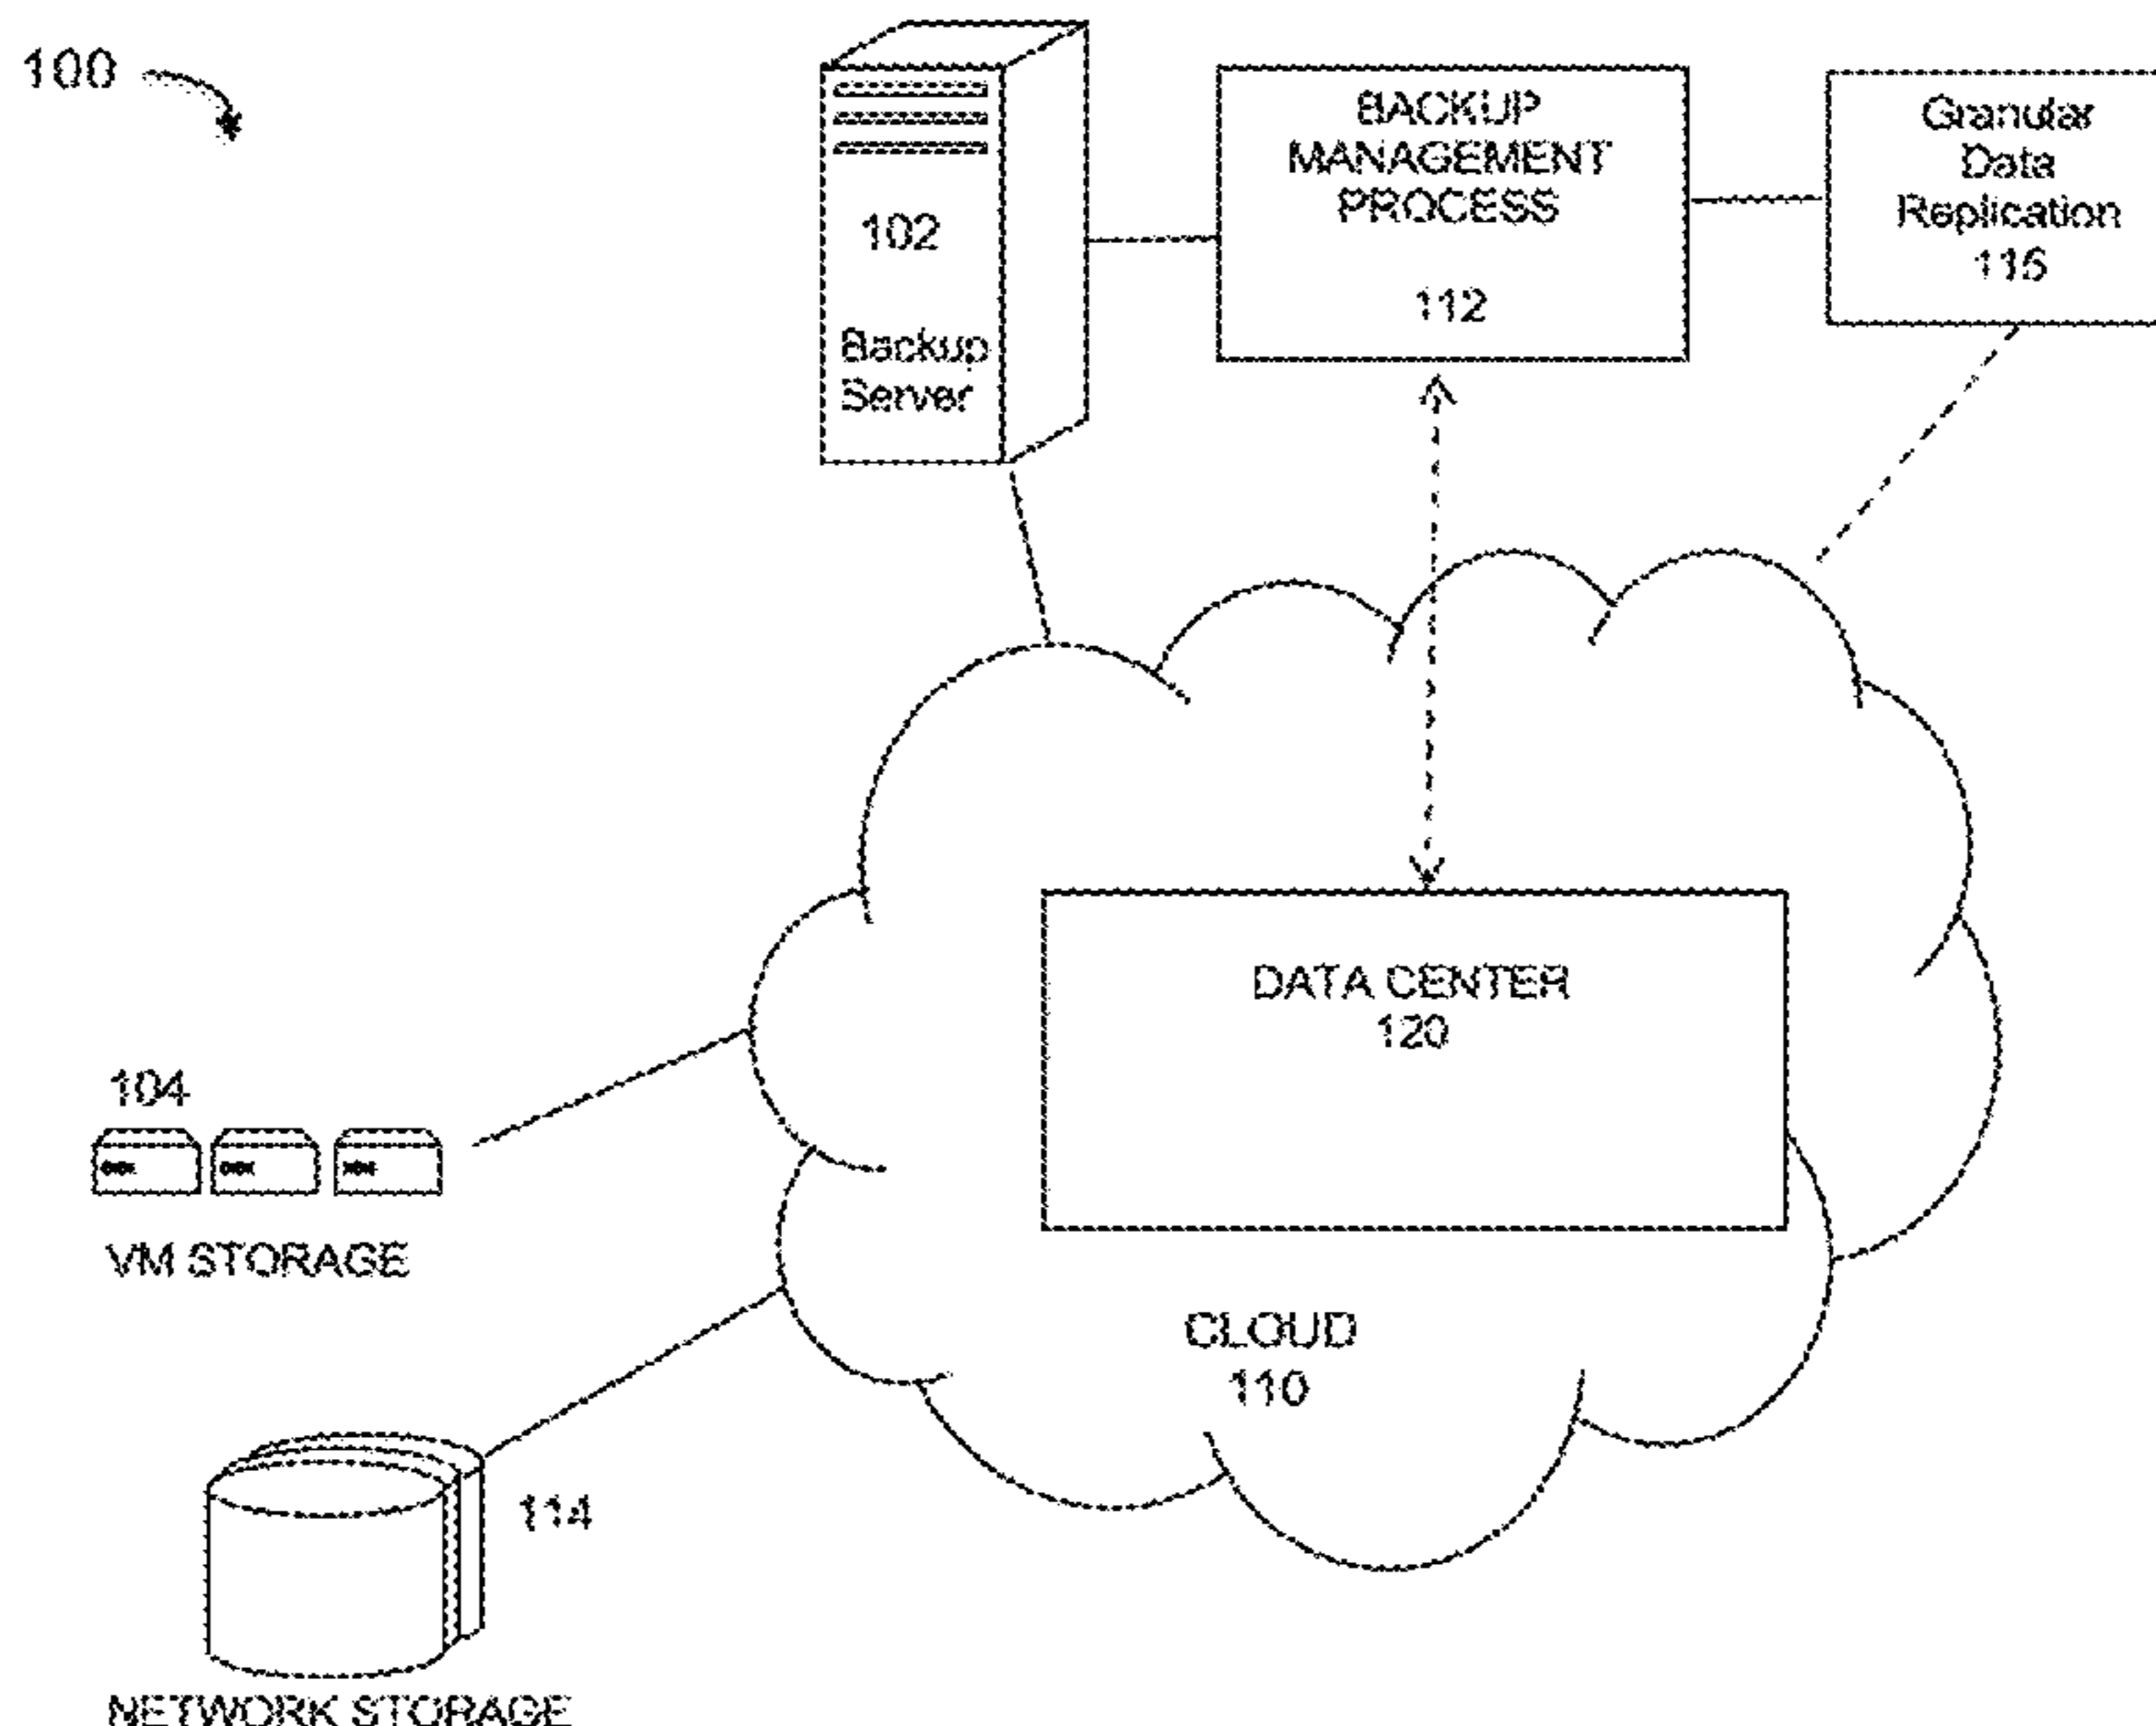 100
102
Backup
Server
BACKUP
MANAGEMENT
PROCESS
112
Granular
Data
Replication
115
DATA CENTER
120
104
VM STORAGE
CLOUD
110
114
NETWORK STORAGE